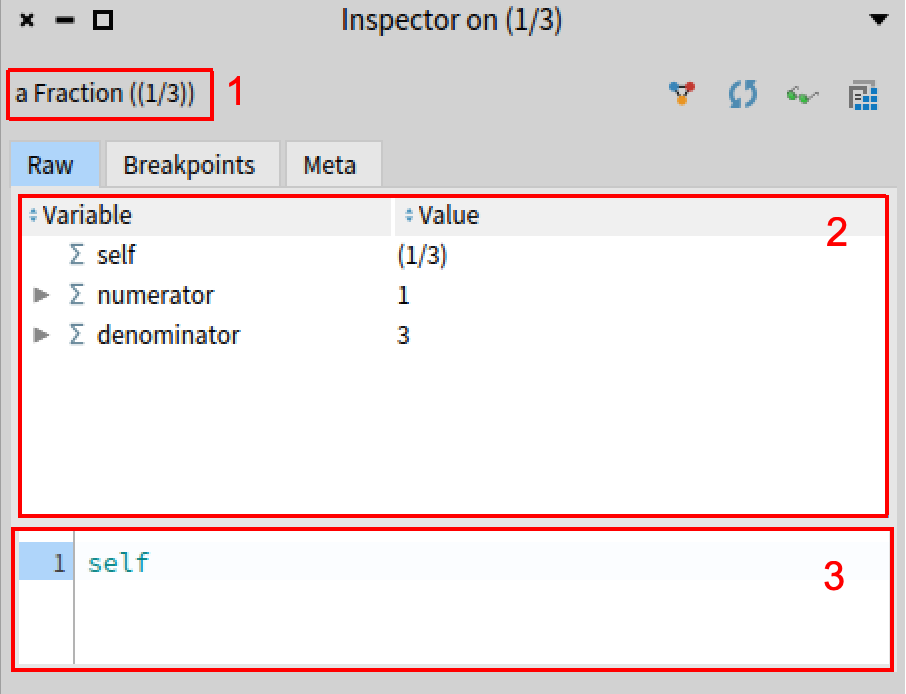 Inspector on (1/3)
a Fraction ((1/3)) 1
Raw Breakpoints Meta
Variable Value 2
Σ self (1/3)
Σ numerator 1
Σ denominator 3
1 self 3